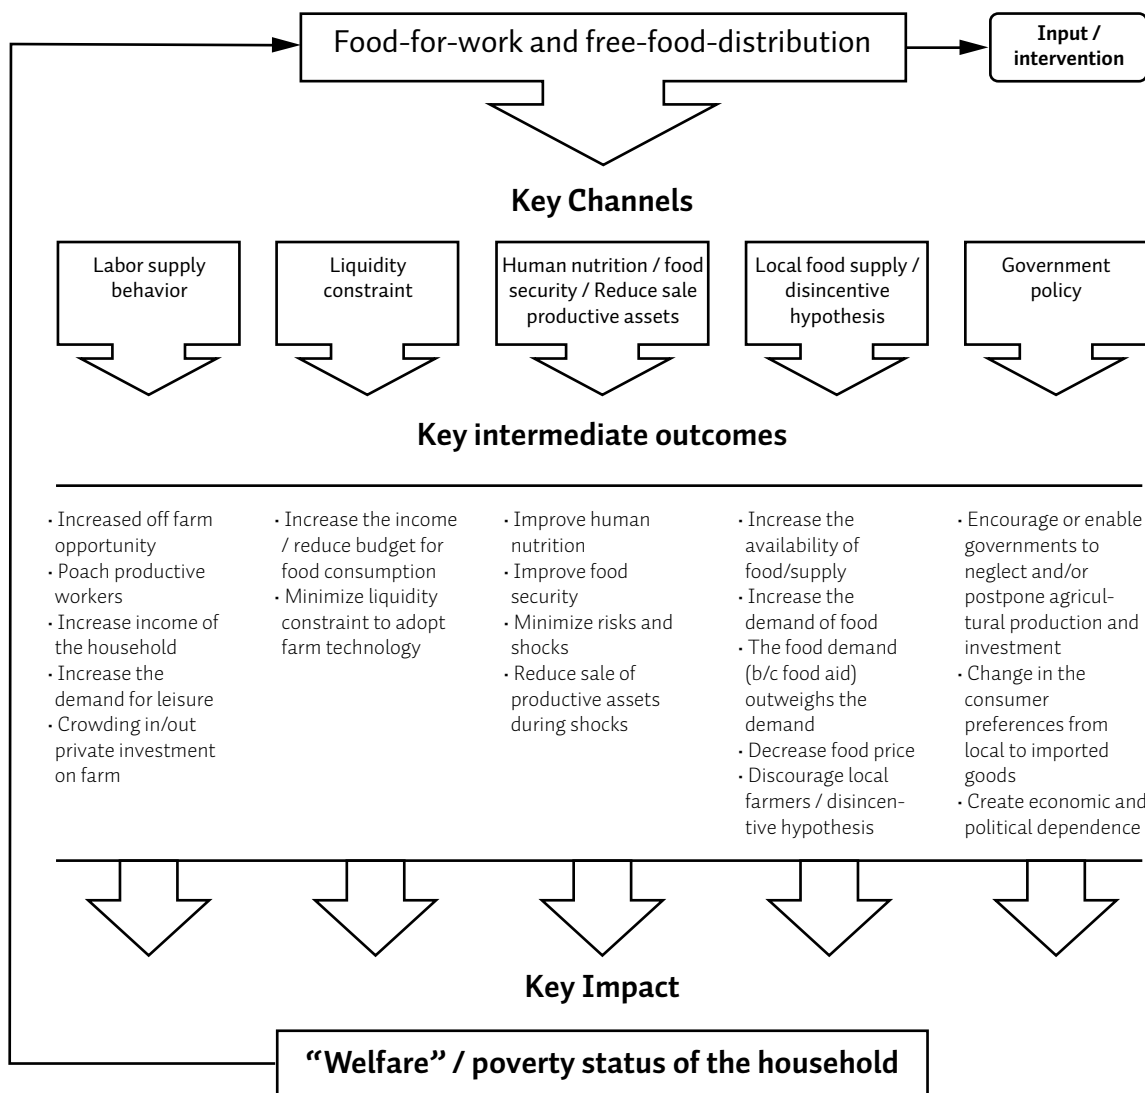 Food-for-work and free-food-distribution
Input /
intervention
Key Channels
Labor supply
behavior
Liquidity
constraint
Human nutrition / food
security / Reduce sale
productive assets
Local food supply /
disincentive
hypothesis
Government
policy
Key intermediate outcomes
· Increased off farm
opportunity
· Poach productive
workers
· Increase income of
the household
· Increase the
demand for leisure
· Crowding in/out
private investment
on farm
· Increase the income
/ reduce budget for
food consumption
· Minimize liquidity
constraint to adopt
farm technology
· Improve human
nutrition
· Improve food
security
· Minimize risks and
shocks
· Reduce sale of
productive assets
during shocks
· Increase the
availability of
food/supply
· Increase the
demand of food
· The food demand
(b/c food aid)
outweighs the
demand
· Decrease food price
· Discourage local
farmers / disincen-
tive hypothesis
· Encourage or enable
governments to
neglect and/or
postpone agricul-
tural production and
investment
· Change in the
consumer
preferences from
local to imported
goods
· Create economic and
political dependence
Key Impact
“Welfare” / poverty status of the household